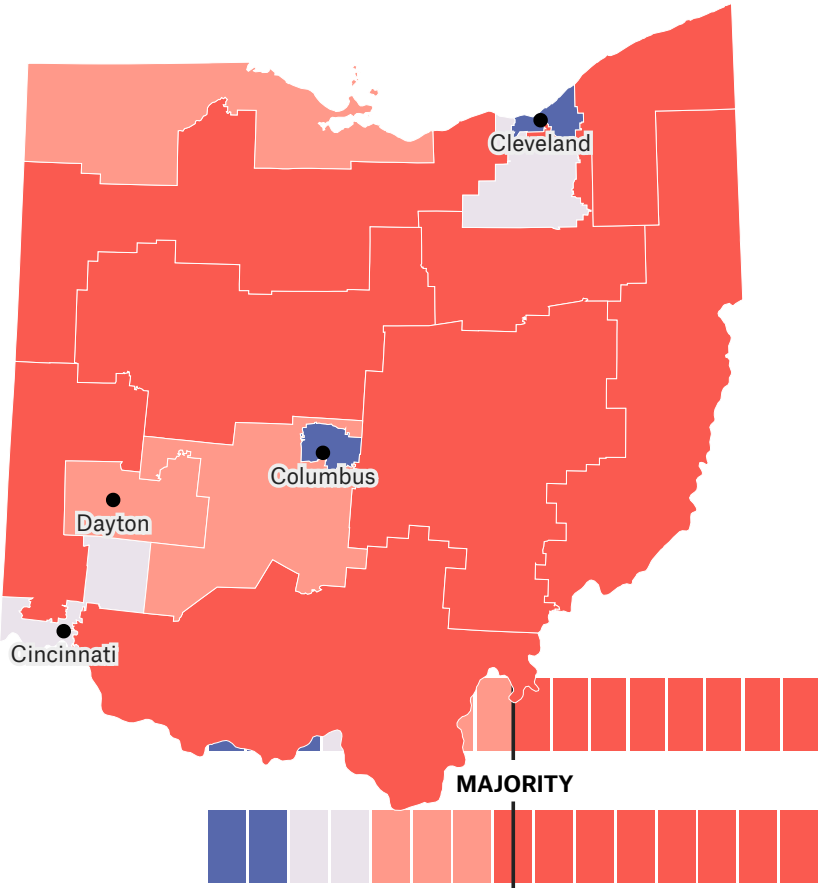 Cleveland
Columbus
Dayton
Cincinnati
MAJORITY